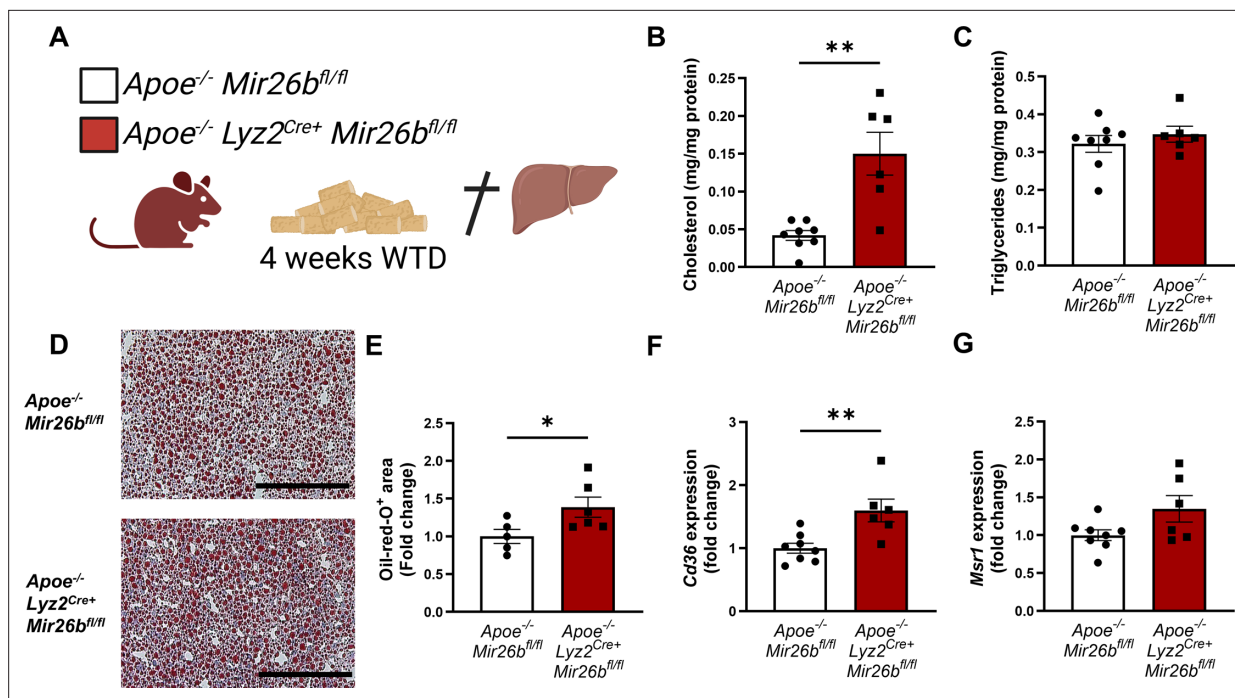 A
Apoe-/- Mir26bfl/fl
Apoe-/- Lyz2Cre+ Mir26bfl/fl
4 weeks WTD
B
**
Cholesterol (mg/mg protein)
0.25
0.20
0.15
0.10
0.05
0.00
Apoe-/-
Mir26bfl/fl
Apoe-/-
Lyz2Cre+
Mir26bfl/fl
C
Triglycerides (mg/mg protein)
0.5
0.4
0.3
0.2
0.1
0.0
Apoe-/-
Mir26bfl/fl
Apoe-/-
Lyz2Cre+
Mir26bfl/fl
D
Apoe-/-
Mir26bfl/fl
Apoe-/-
Lyz2Cre+
Mir26bfl/fl
E
*
Oil-red-O+ area
(Fold change)
2.5
2.0
1.5
1.0
0.5
0.0
Apoe-/-
Mir26bfl/fl
Apoe-/-
Lyz2Cre+
Mir26bfl/fl
F
**
Cd36 expression
(fold change)
3
2
1
0
Apoe-/-
Mir26bfl/fl
Apoe-/-
Lyz2Cre+
Mir26bfl/fl
G
Msr1 expression
(fold change)
2.5
2.0
1.5
1.0
0.5
0.0
Apoe-/-
Mir26bfl/fl
Apoe-/-
Lyz2Cre+
Mir26bfl/fl